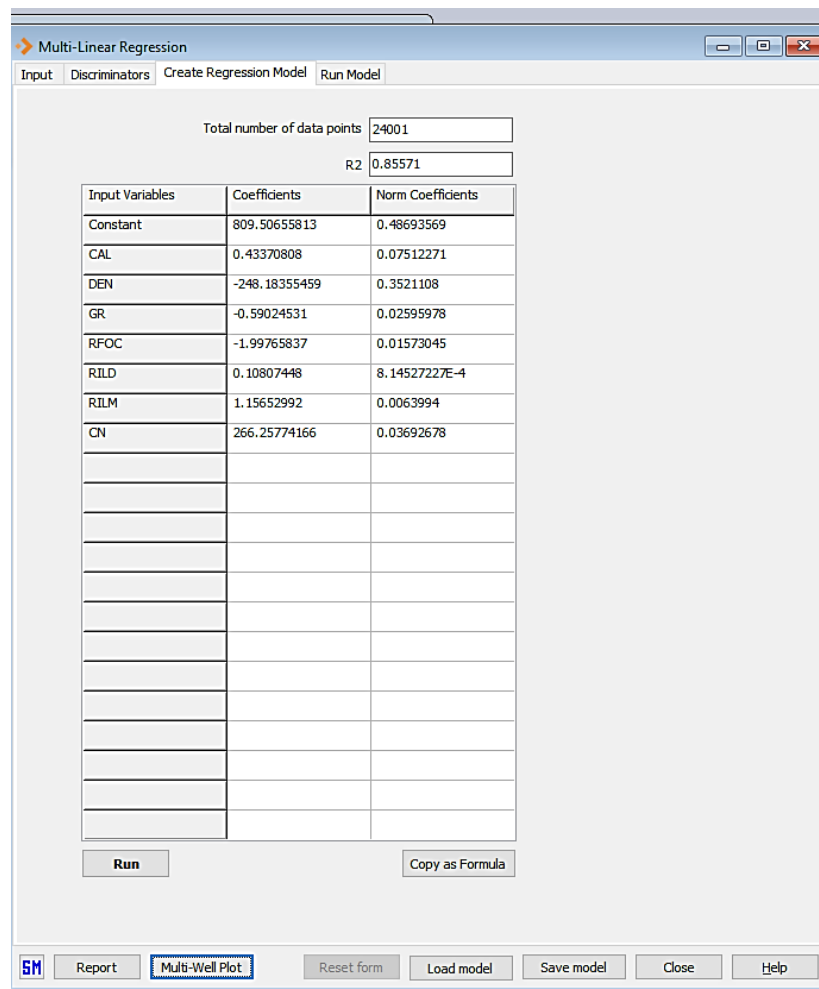 Multi-Linear Regression
Input Discriminators Create Regression Model Run Model
Total number of data points 24001
R2 0.85571
Input Variables Coefficients Norm Coefficients
Constant 809.50655813 0.48693569
CAL 0.43370808 0.07512271
DEN -248.18355459 0.3521108
GR -0.59024531 0.02595978
RFOC -1.99765837 0.01573045
RILD 0.10807448 8.14527227E-4
RILM 1.15652992 0.0063994
CN 266.25774166 0.03692678
Run Copy as Formula
SM Report Multi-Well Plot Reset form Load model Save model Close Help